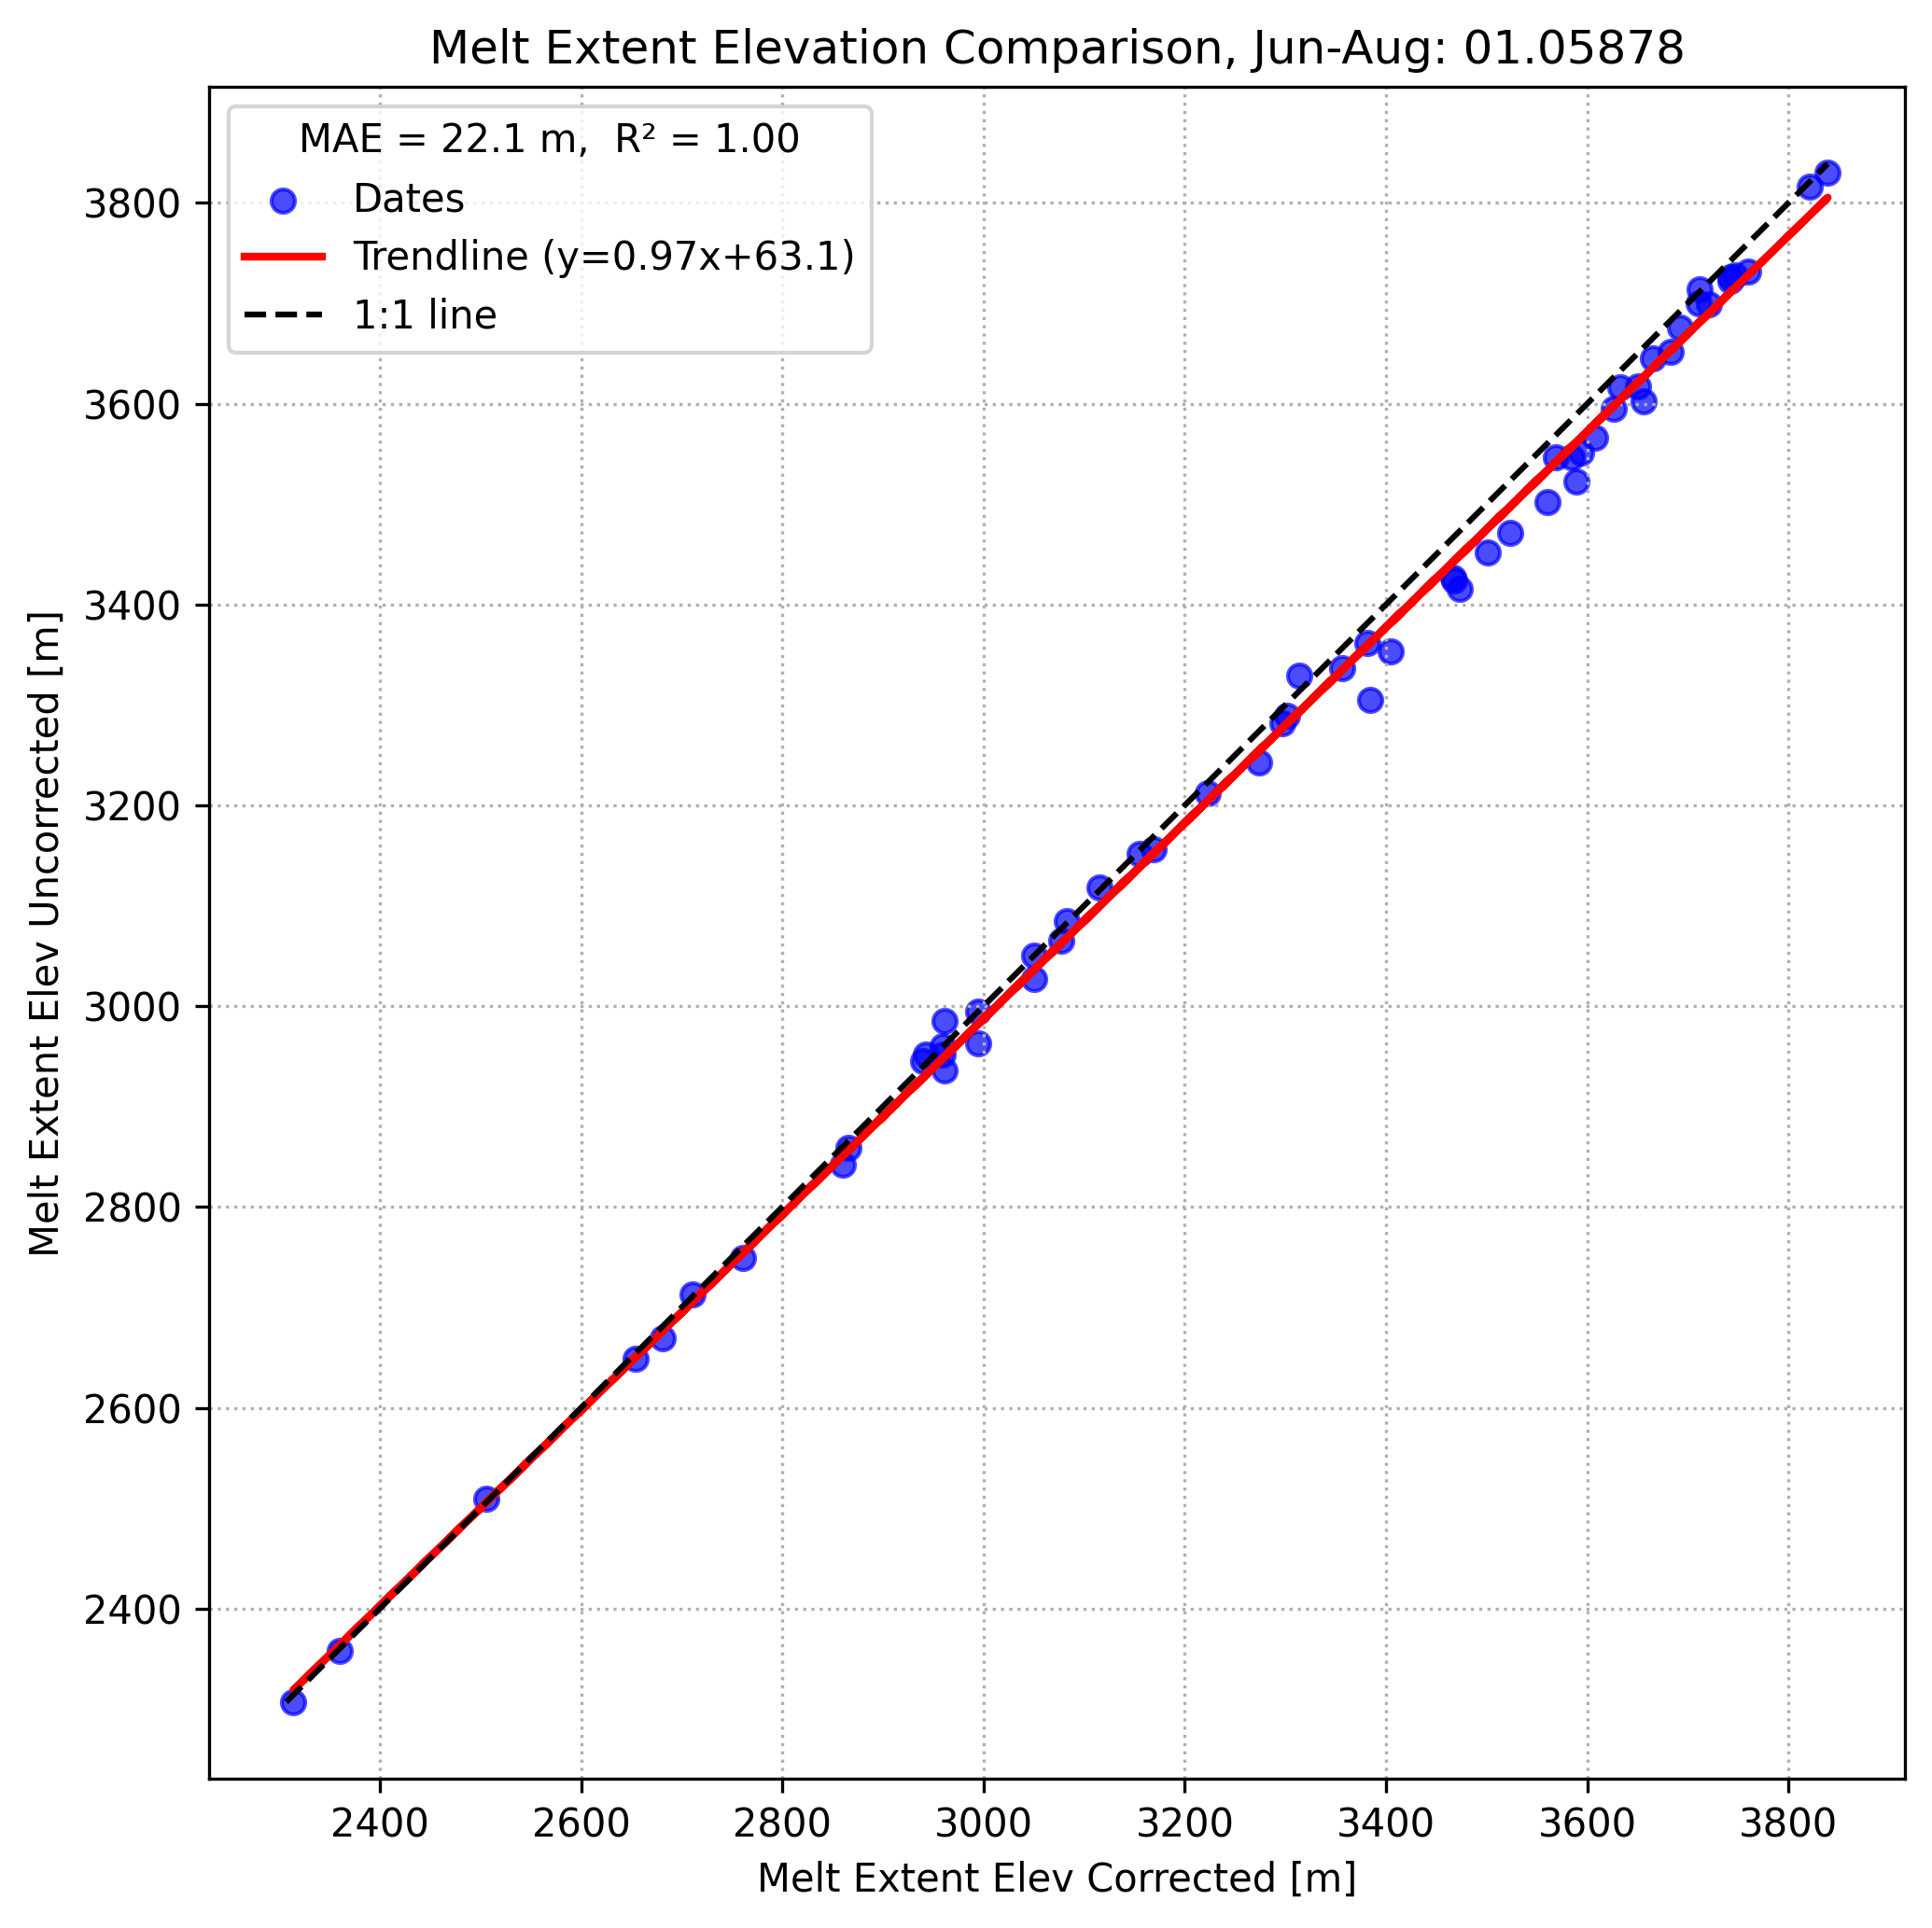 Melt Extent Elevation Comparison, Jun-Aug: 01.05878
MAE = 22.1 m,  R² = 1.00
Dates
Trendline (y=0.97x+63.1)
1:1 line
3800
3600
3400
3200
3000
2800
2600
2400
Melt Extent Elev Uncorrected [m]
2400 2600 2800 3000 3200 3400 3600 3800
Melt Extent Elev Corrected [m]